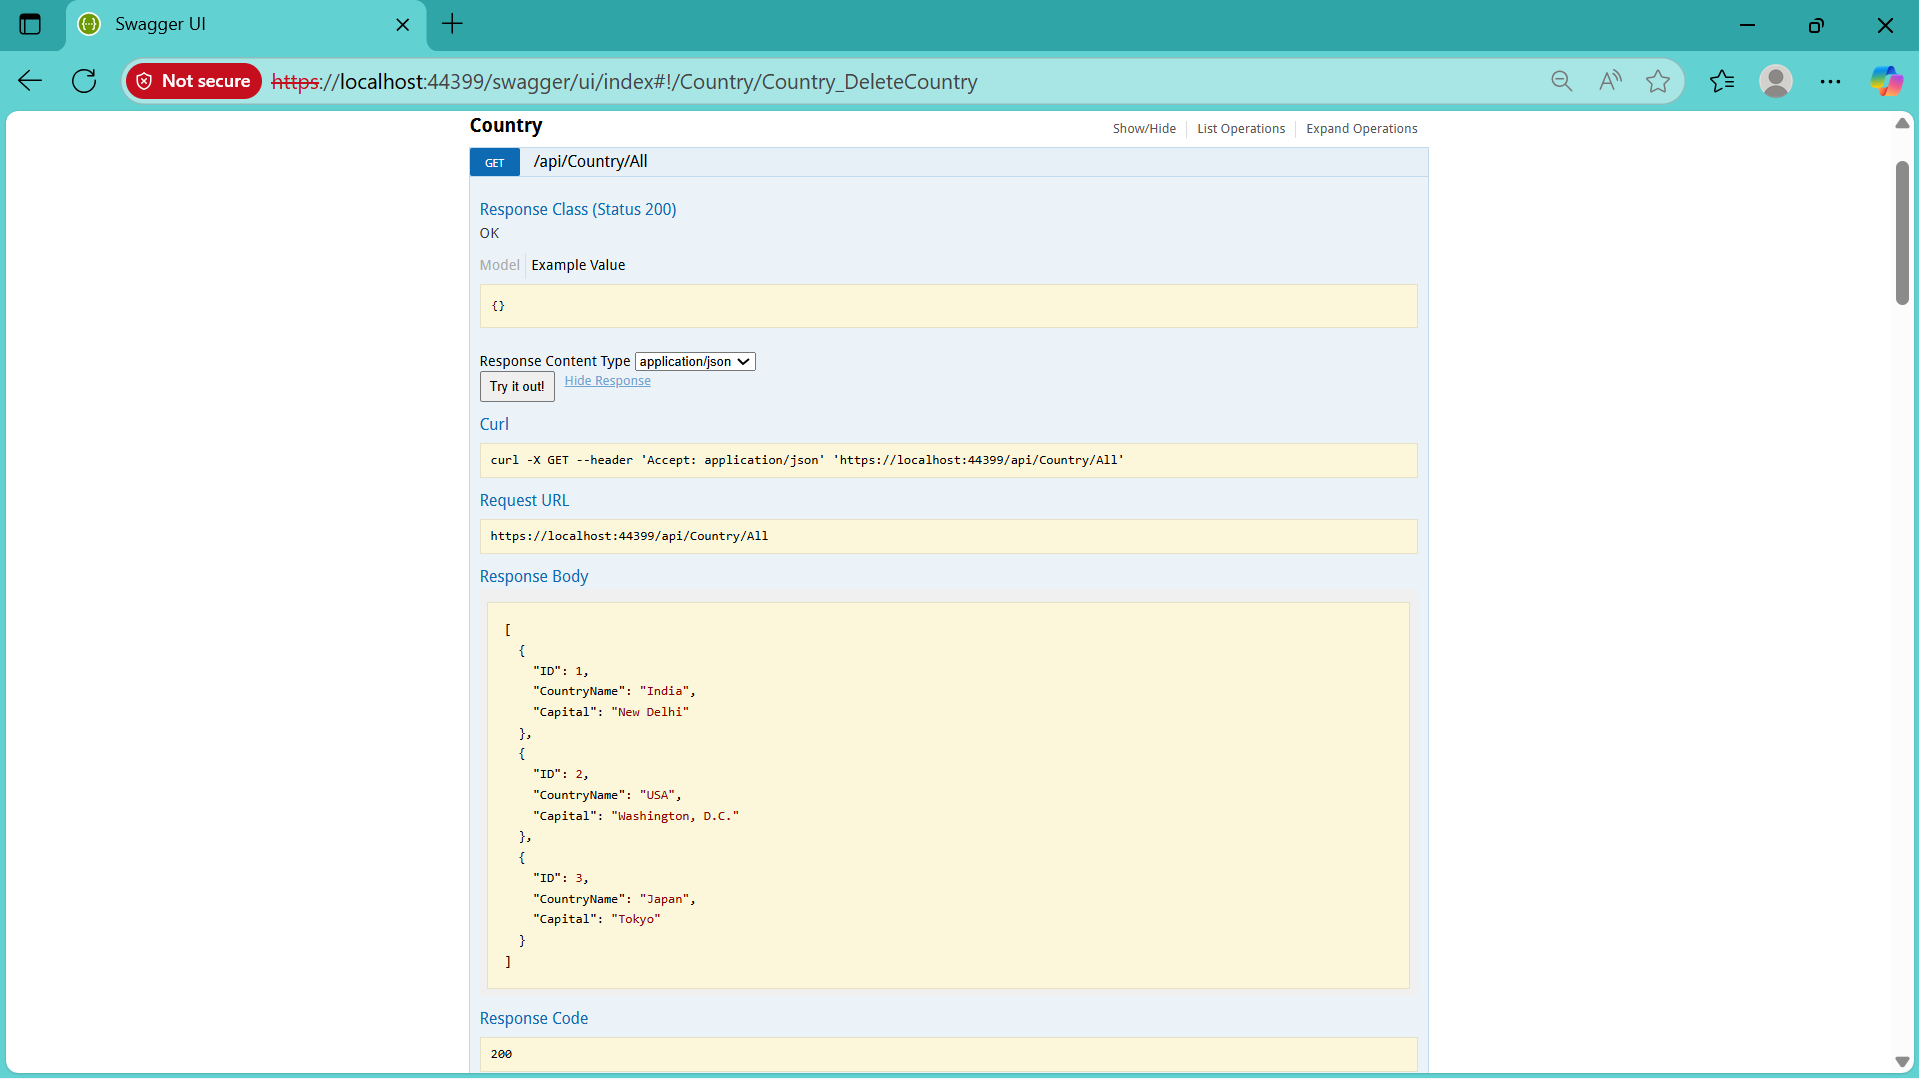 Swagger UI
Not secure https://localhost:44399/swagger/ui/index#!/Country/Country_DeleteCountry
Country Show/Hide List Operations Expand Operations
GET /api/Country/All
Response Class (Status 200)
OK
Model Example Value
{}
Response Content Type application/json
Try it out! Hide Response
Curl
curl -X GET --header 'Accept: application/json' 'https://localhost:44399/api/Country/All'
Request URL
https://localhost:44399/api/Country/All
Response Body
[
  {
    "ID": 1,
    "CountryName": "India",
    "Capital": "New Delhi"
  },
  {
    "ID": 2,
    "CountryName": "USA",
    "Capital": "Washington, D.C."
  },
  {
    "ID": 3,
    "CountryName": "Japan",
    "Capital": "Tokyo"
  }
]
Response Code
200